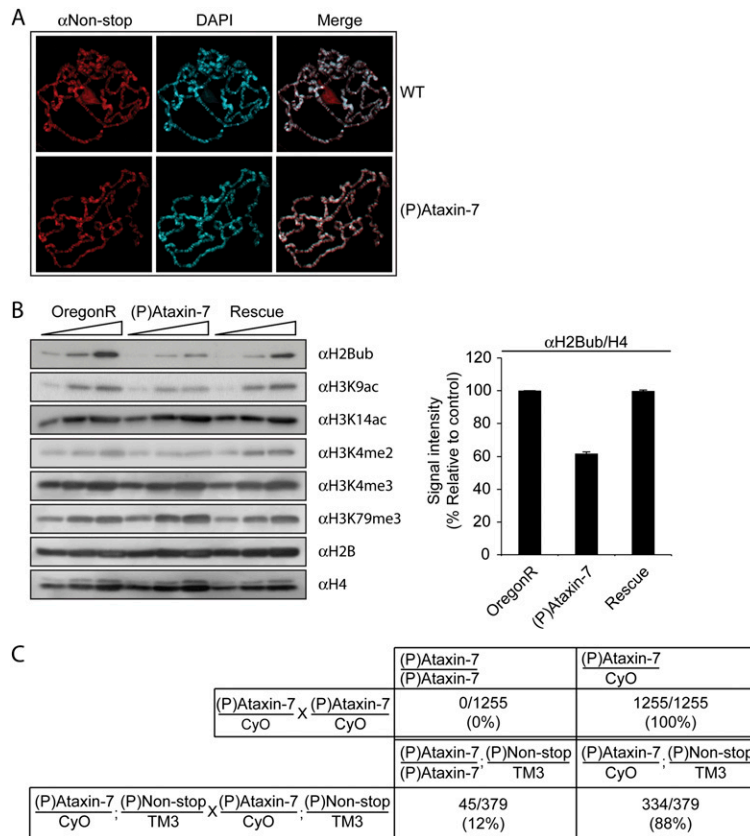 A
αNon-stop DAPI Merge
WT
(P)Ataxin-7
B
OregonR (P)Ataxin-7 Rescue
αH2Bub
αH3K9ac
αH3K14ac
αH3K4me2
αH3K4me3
αH3K79me3
αH2B
αH4
αH2Bub/H4
Signal intensity
(% Relative to control)
120
100
80
60
40
20
0
OregonR
(P)Ataxin-7
Rescue
C
(P)Ataxin-7 (P)Ataxin-7
(P)Ataxin-7 CyO
(P)Ataxin-7 X (P)Ataxin-7
CyO CyO
0/1255 1255/1255
(0%) (100%)
(P)Ataxin-7 ; (P)Non-stop (P)Ataxin-7 ; (P)Non-stop
(P)Ataxin-7 TM3 CyO TM3
(P)Ataxin-7 ; (P)Non-stop X (P)Ataxin-7 ; (P)Non-stop
CyO TM3 CyO TM3
45/379 334/379
(12%) (88%)